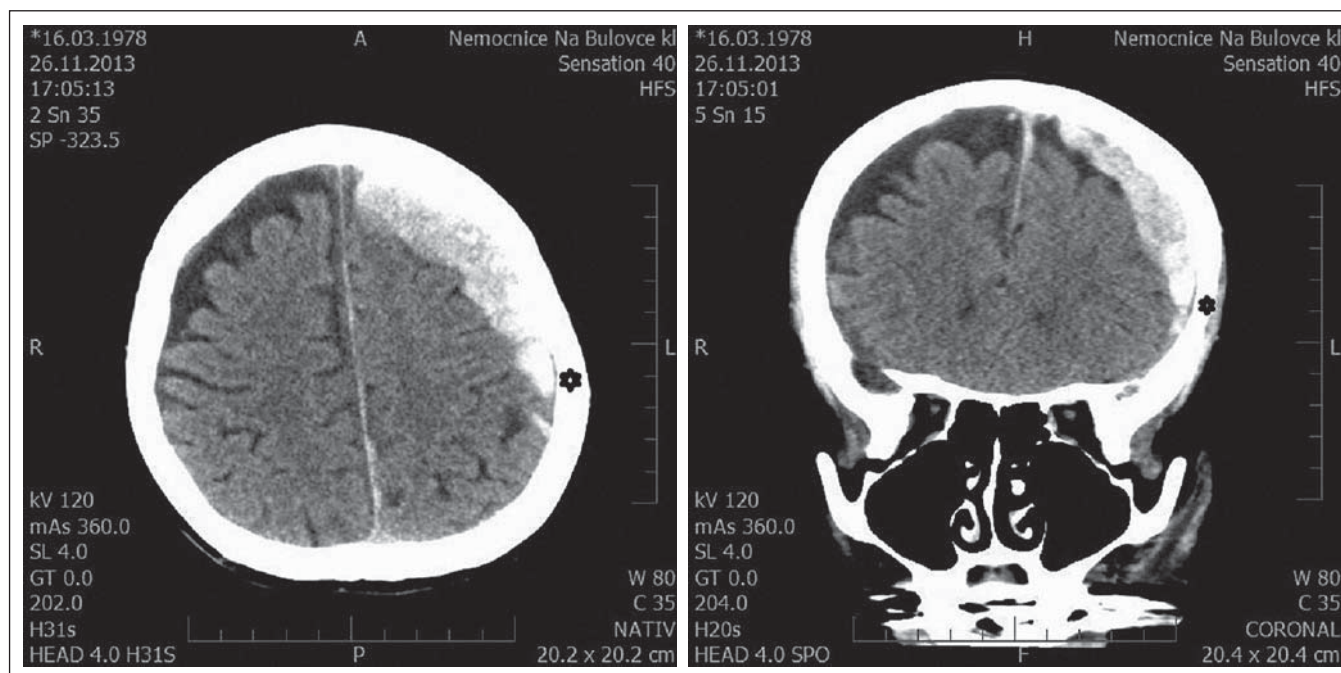 *16.03.1978
26.11.2013
17:05:13
2 Sn 35
SP -323.5
A
Nemocnice Na Bulovce kl
Sensation 40
HFS
R
L
kV 120
mAs 360.0
SL 4.0
GT 0.0
202.0
H31s
HEAD 4.0 H31S
P
W 80
C 35
NATIV
20.2 x 20.2 cm
*16.03.1978
26.11.2013
17:05:01
5 Sn 15
H
Nemocnice Na Bulovce kl
Sensation 40
HFS
R
L
kV 120
mAs 360.0
SL 4.0
GT 0.0
204.0
H20s
HEAD 4.0 SPO
F
W 80
C 35
CORONAL
20.4 x 20.4 cm